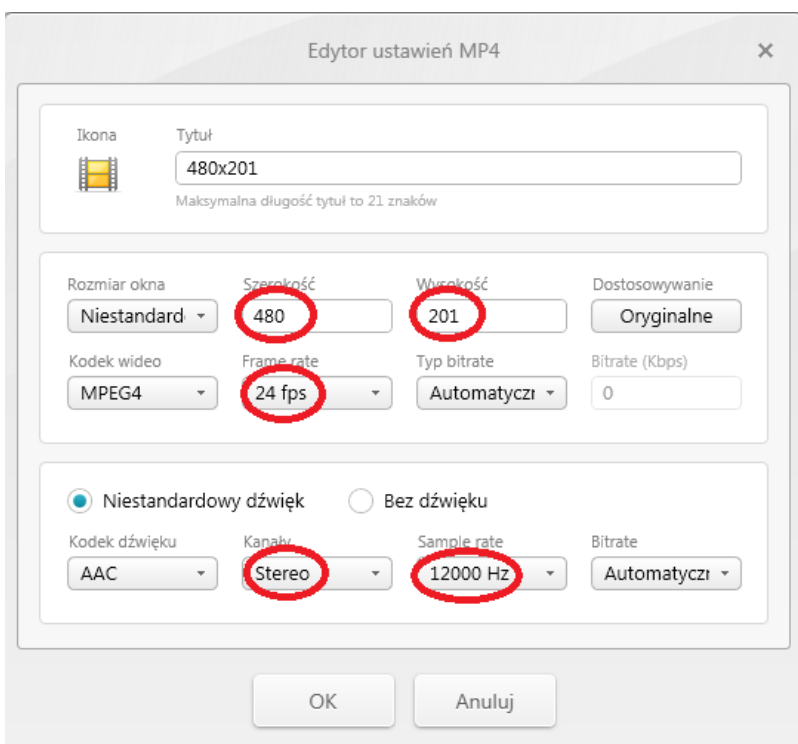 Edytor ustawień MP4
Ikona Tytuł
480x201
Maksymalna długość tytuł to 21 znaków
Rozmiar okna Szerokość Wysokość Dostosowywanie
Niestandard 480 201 Oryginalne
Kodek wideo Frame rate Typ bitrate Bitrate (Kbps)
MPEG4 24 fps Automatyczr 0
Niestandardowy dźwięk Bez dźwięku
Kodek dźwięku Kanały Sample rate Bitrate
AAC Stereo 12000 Hz Automatyczr
OK Anuluj